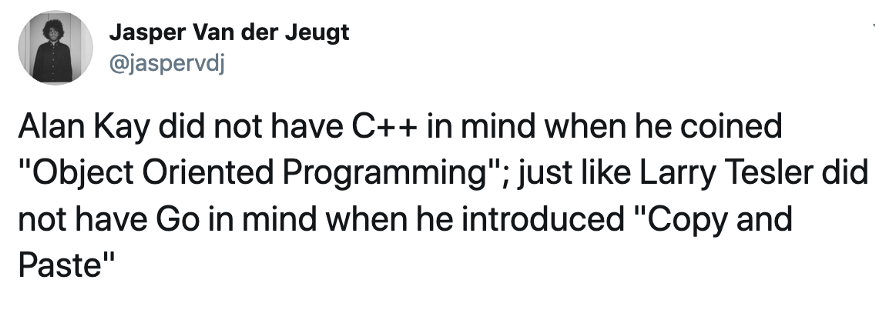 Jasper Van der Jeugt
@jaspervdj
Alan Kay did not have C++ in mind when he coined
"Object Oriented Programming"; just like Larry Tesler did
not have Go in mind when he introduced "Copy and
Paste"